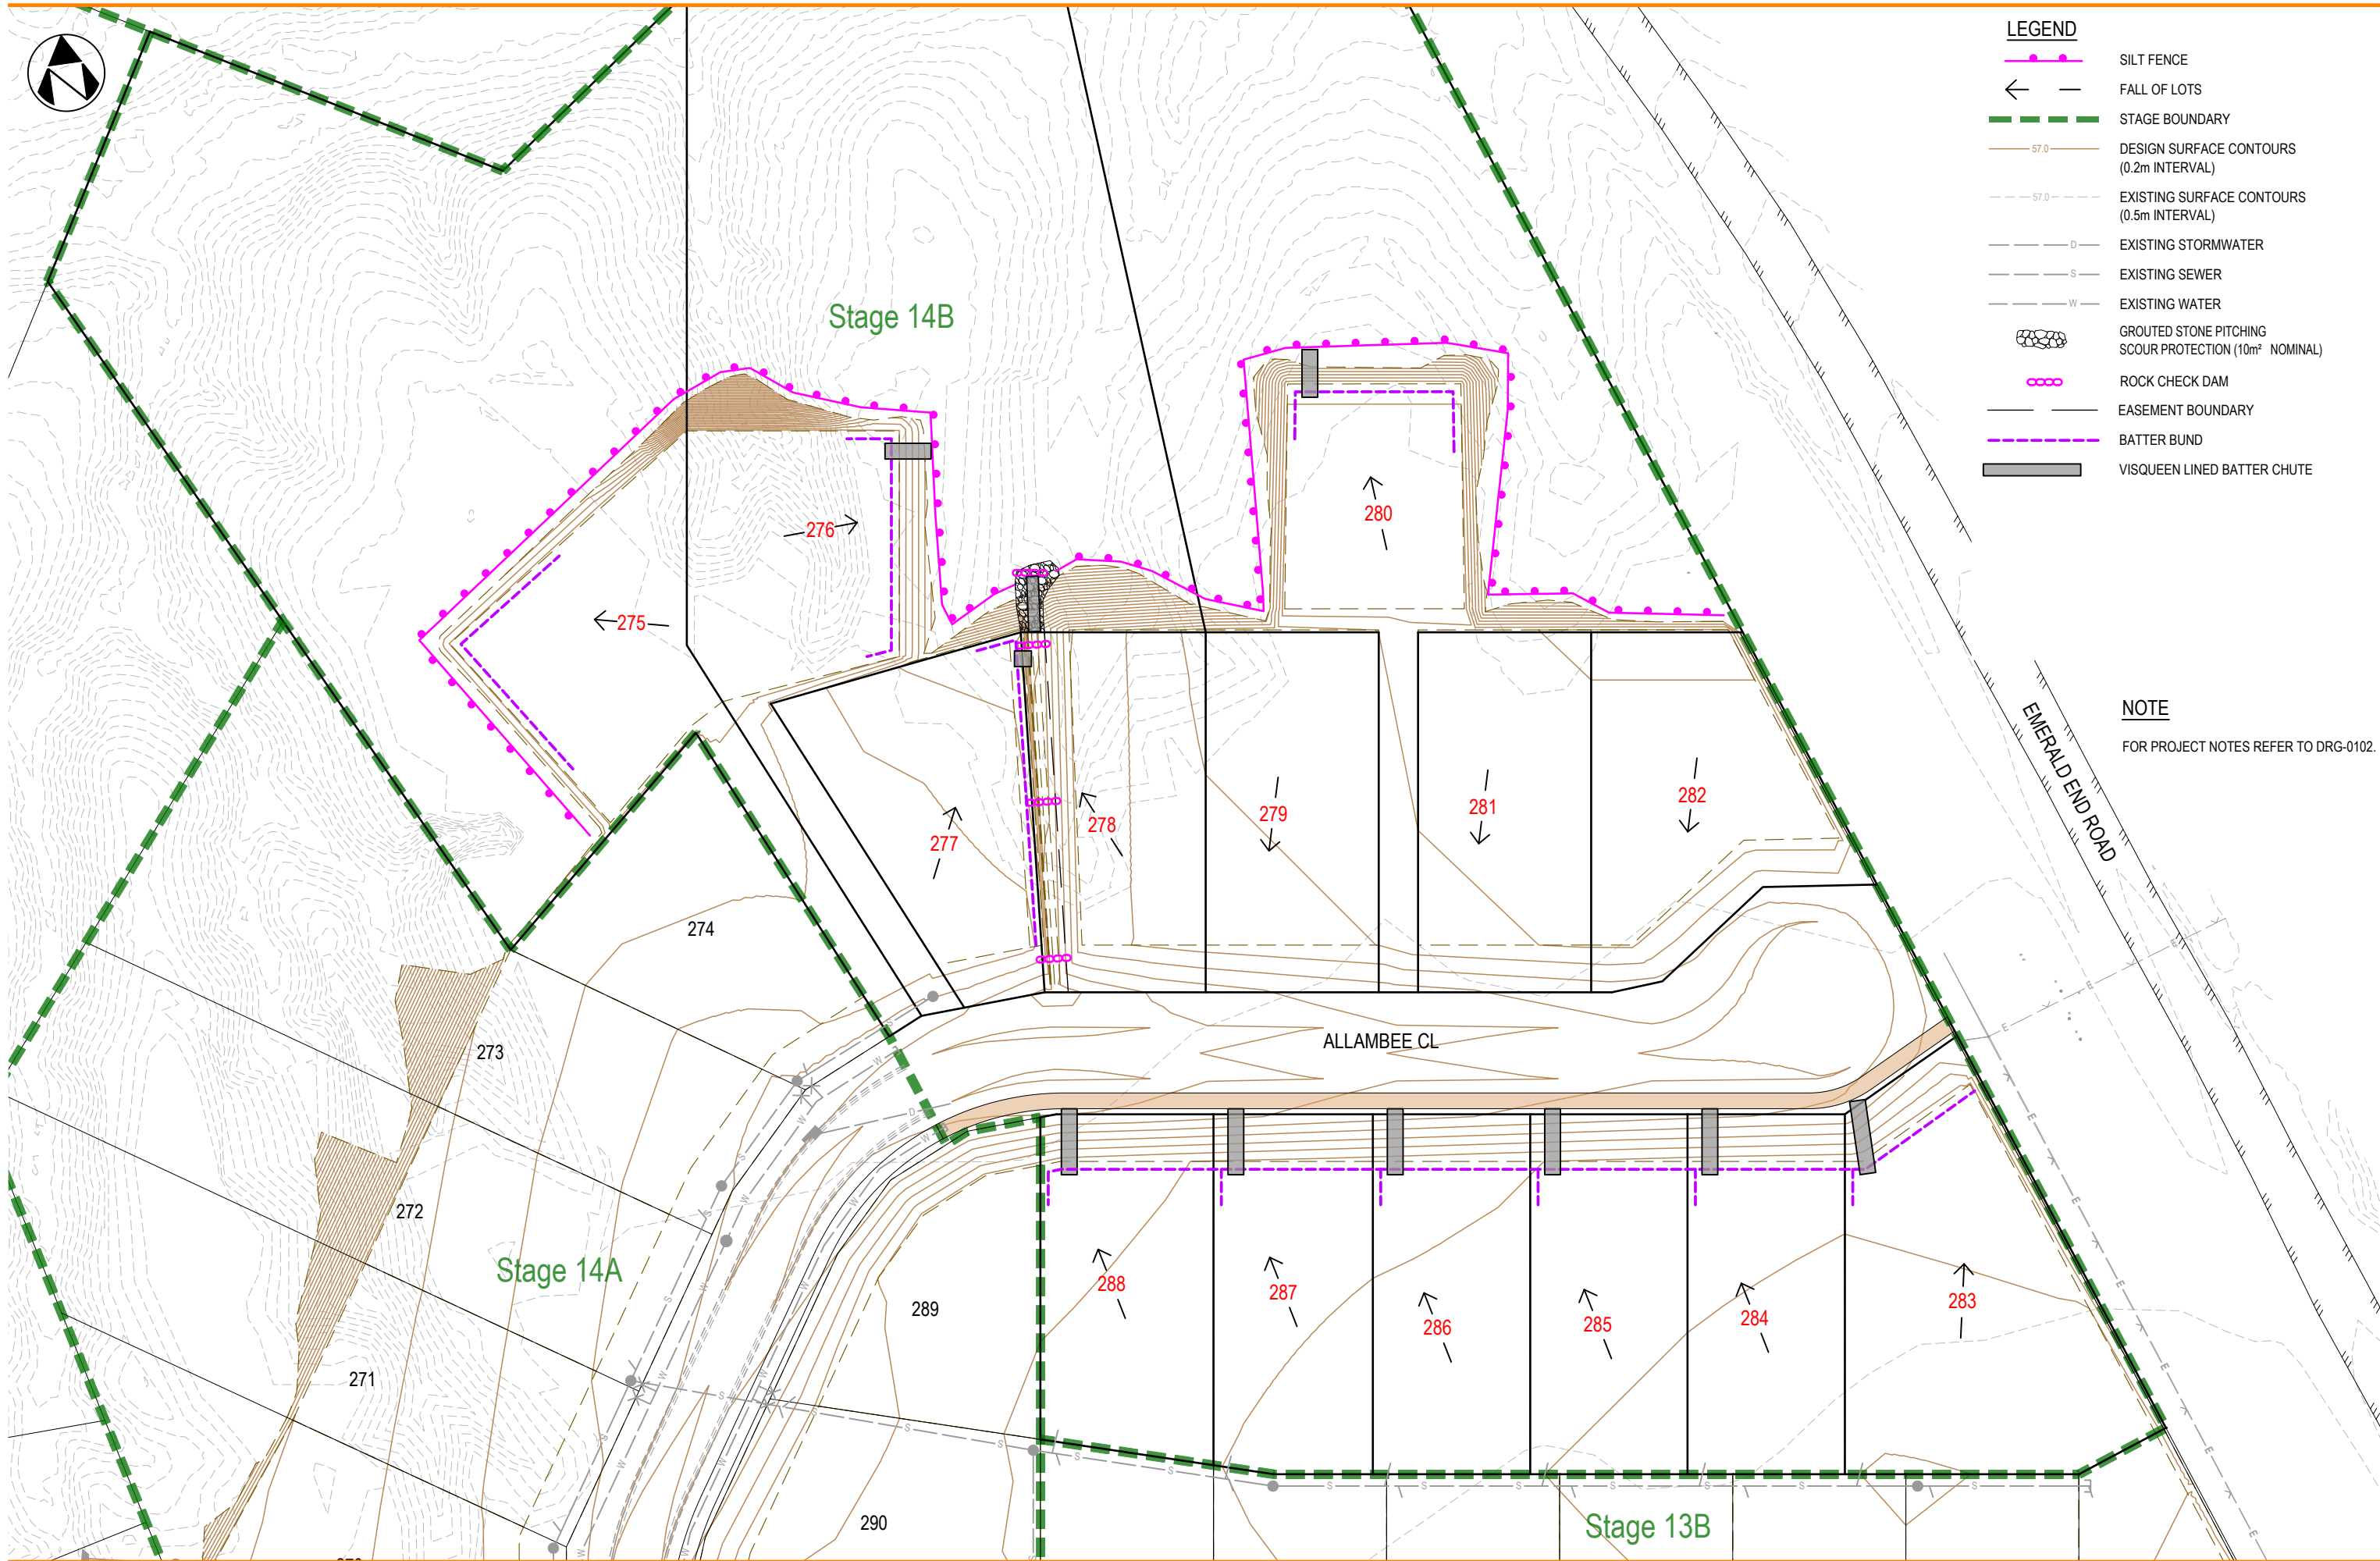 LEGEND
SILT FENCE
FALL OF LOTS
STAGE BOUNDARY
57.0
DESIGN SURFACE CONTOURS
(0.2m INTERVAL)
57.0
EXISTING SURFACE CONTOURS
(0.5m INTERVAL)
D
EXISTING STORMWATER
S
EXISTING SEWER
W
EXISTING WATER
GROUTED STONE PITCHING
SCOUR PROTECTION (10m² NOMINAL)
ROCK CHECK DAM
EASEMENT BOUNDARY
BATTER BUND
VISQUEEN LINED BATTER CHUTE
NOTE
FOR PROJECT NOTES REFER TO DRG-0102.
Stage 14B
280
276
275
EMERALD END ROAD
282
281
279
278
277
274
ALLAMBEE CL
273
272
Stage 14A
288
287
286
285
284
283
289
271
290
Stage 13B